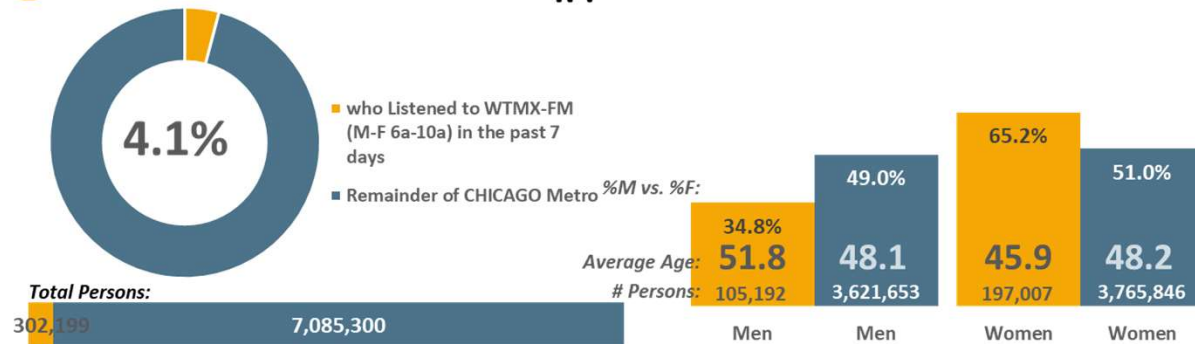 4.1%
who Listened to WTMX-FM
(M-F 6a-10a) in the past 7
days
Remainder of CHICAGO Metro
Total Persons:
302,199
7,085,300
%M vs. %F:
34.8%
49.0%
65.2%
51.0%
Average Age:
51.8
48.1
45.9
48.2
# Persons:
105,192
3,621,653
197,007
3,765,846
Men
Men
Women
Women